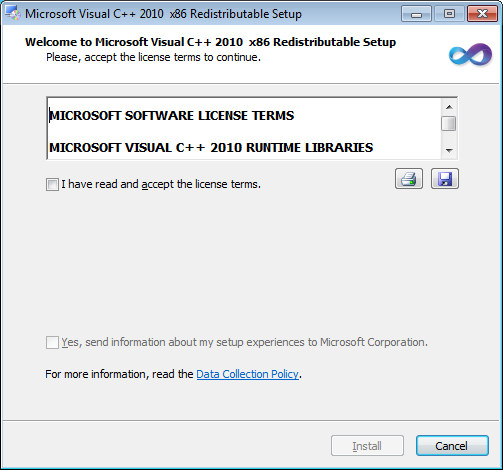 Microsoft Visual C++ 2010  x86 Redistributable Setup
Welcome to Microsoft Visual C++ 2010  x86 Redistributable Setup
Please, accept the license terms to continue.
MICROSOFT SOFTWARE LICENSE TERMS
MICROSOFT VISUAL C++ 2010 RUNTIME LIBRARIES
I have read and accept the license terms.
Yes, send information about my setup experiences to Microsoft Corporation.
For more information, read the Data Collection Policy.
Install Cancel